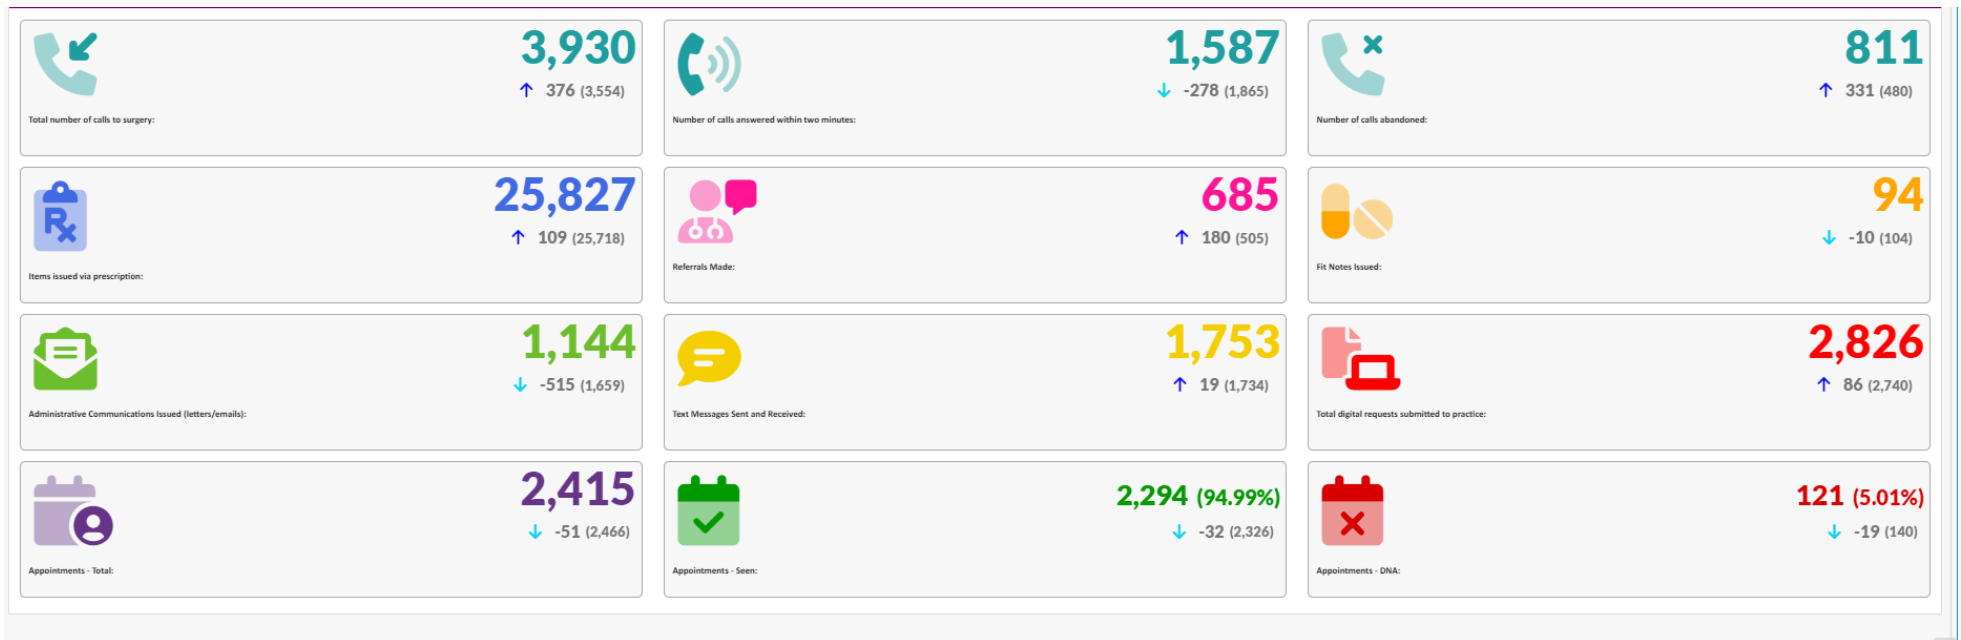 3,930
376 (3,554)
Total number of calls to surgery:
1,587
-278 (1,865)
Number of calls answered within two minutes:
811
331 (480)
Number of calls abandoned:
25,827
109 (25,718)
Items issued via prescription:
685
180 (505)
Referrals Made:
94
-10 (104)
Fit Notes Issued:
1,144
-515 (1,659)
Administrative Communications Issued (letters/emails):
1,753
19 (1,734)
Text Messages Sent and Received:
2,826
86 (2,740)
Total digital requests submitted to practice:
2,415
-51 (2,466)
Appointments - Total:
2,294 (94.99%)
-32 (2,326)
Appointments - Seen:
121 (5.01%)
-19 (140)
Appointments - DNA: